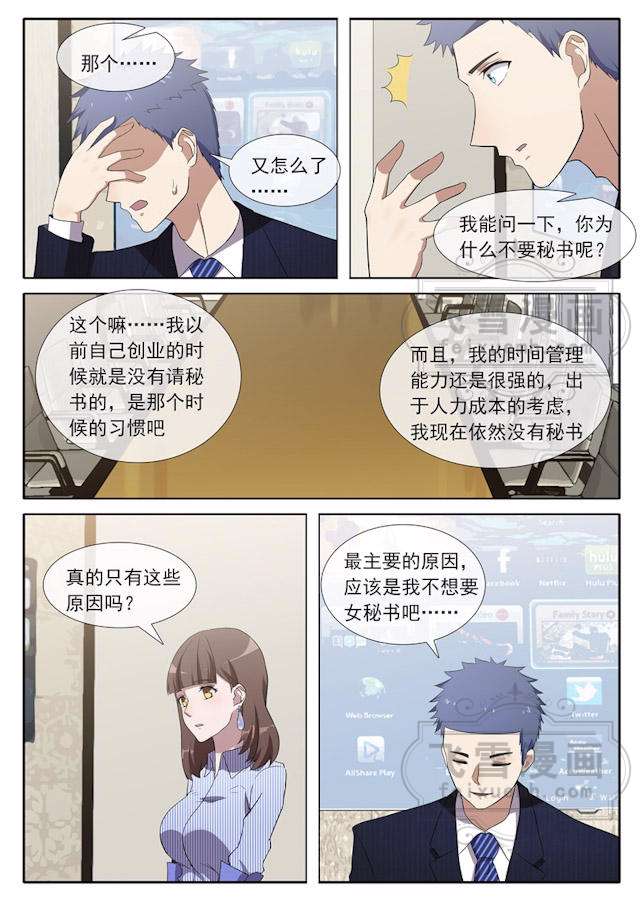 那个……
又怎么了
……
我能问一下，你为
什么不要秘书呢？
这个嘛……我以
前自己创业的时
候就是没有请秘
书的，是那个时
候的习惯吧
而且，我的时间管理
能力还是很强的，出
于人力成本的考虑，
我现在依然没有秘书
飞雪漫画
真的只有这些
原因吗？
最主要的原因，
应该是我不想要
女秘书吧……
Search
Netflix
hulu
PLUS
Family Story
Web Browser
Twitter
AllShare Play
AccuWeather
Login
飞雪漫画